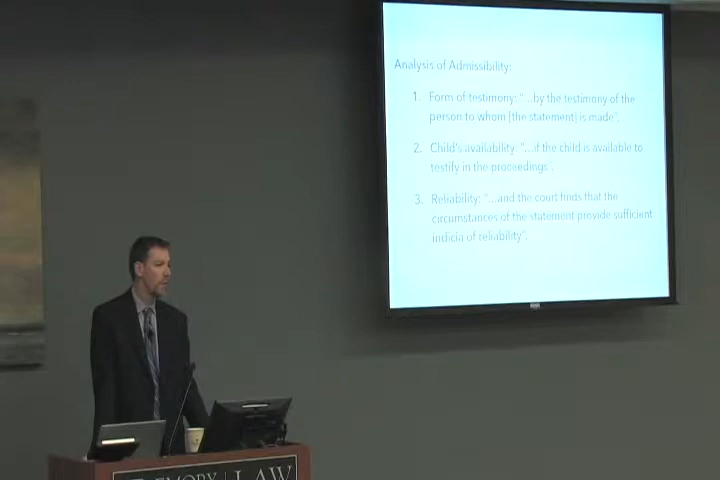 Analysis of Admissibility:
1. Form of testimony: "...by the testimony of the
person to whom [the statement] is made".
2. Child's availability: "...if the child is available to
testify in the proceedings".
3. Reliability: "...and the court finds that the
circumstances of the statement provide sufficient
indicia of reliability".
EMORY | LAW